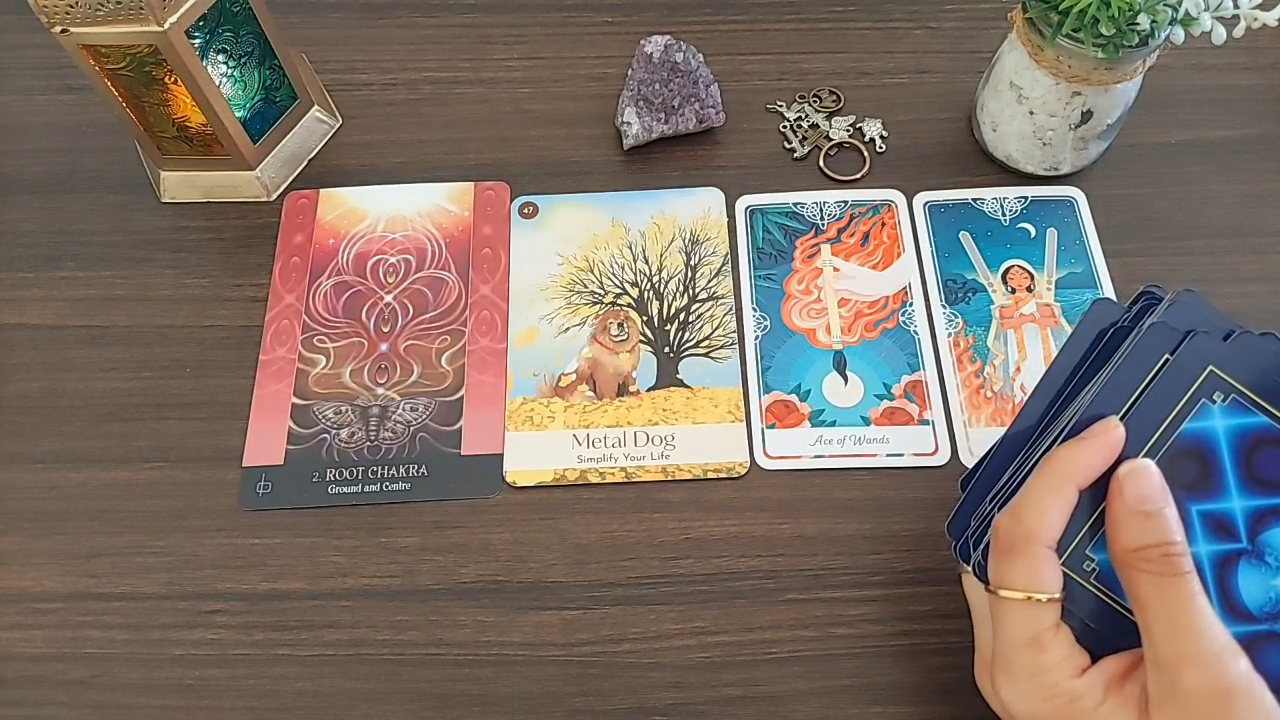 2. ROOT CHAKRA
Ground and Centre
47
Metal Dog
Simplify Your Life
Ace of Wands